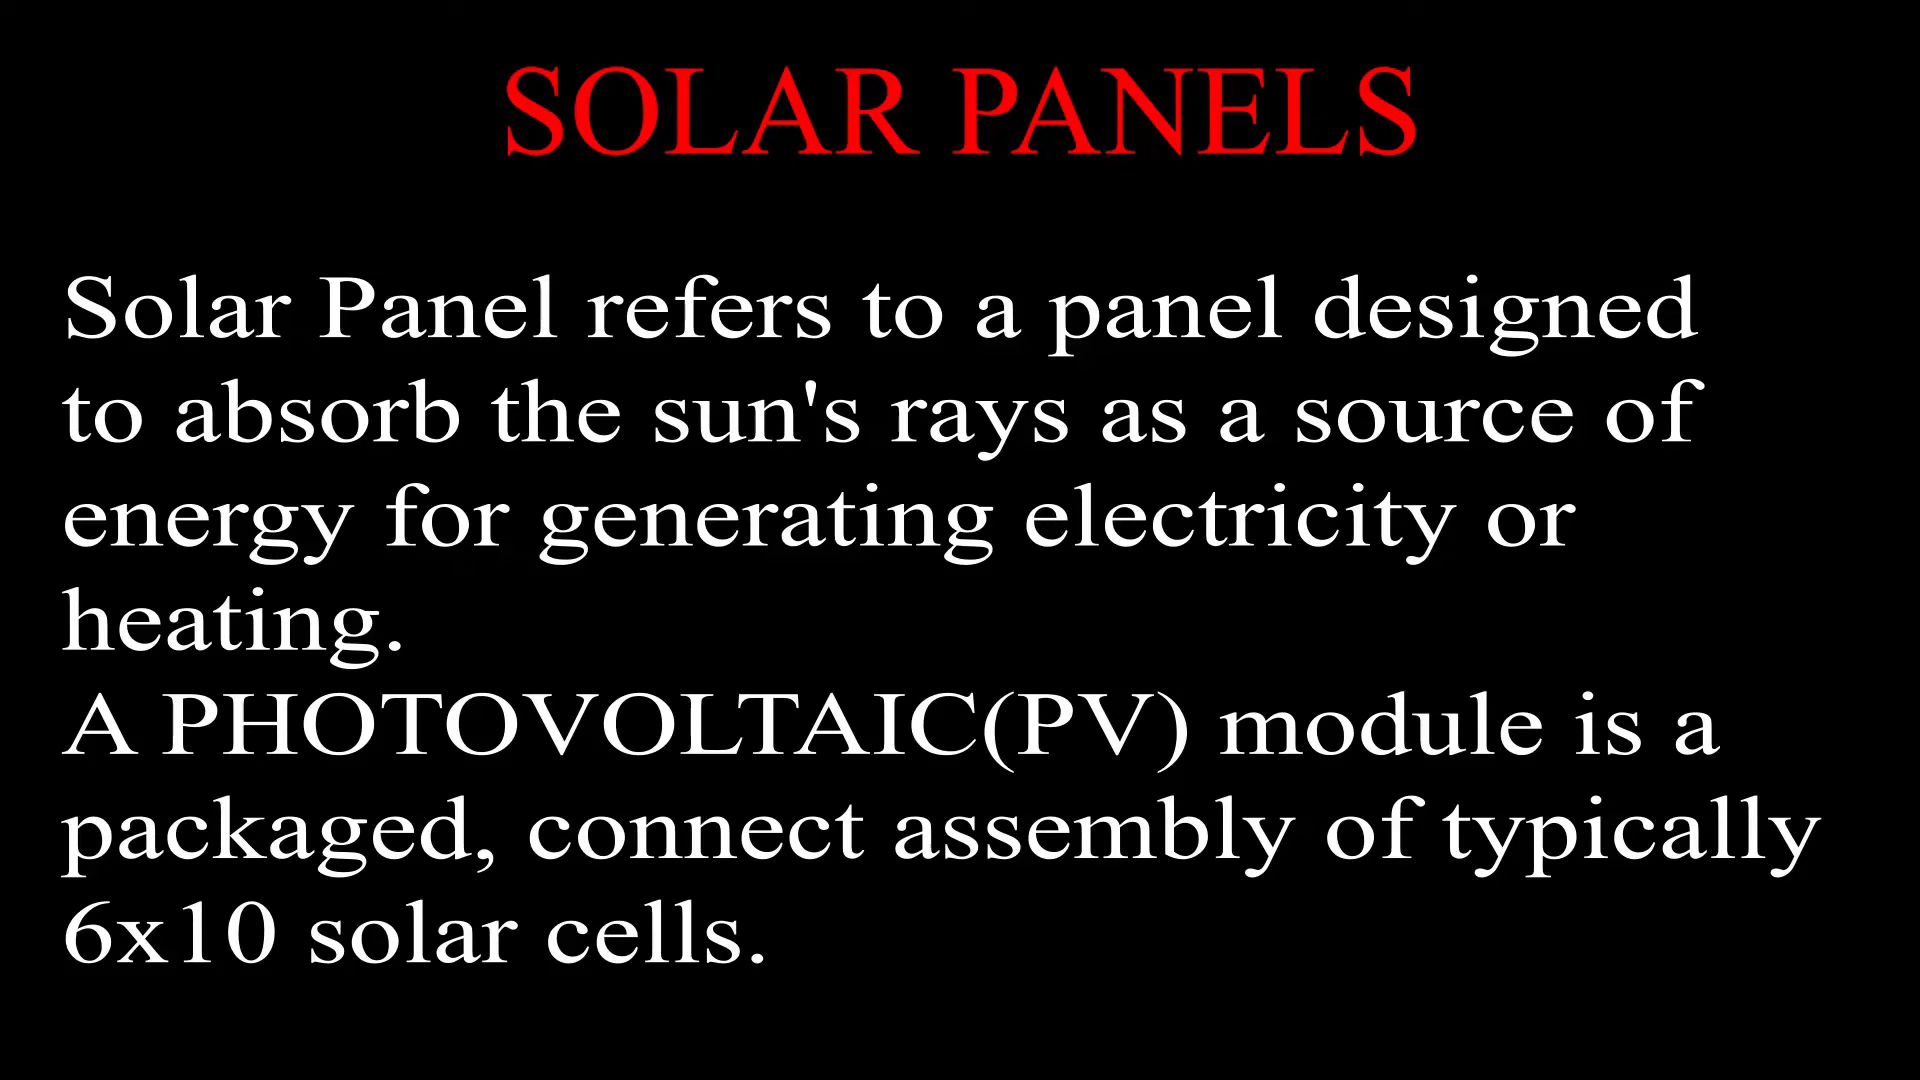 SOLAR PANELS
Solar Panel refers to a panel designed
to absorb the sun's rays as a source of
energy for generating electricity or
heating.
A PHOTOVOLTAIC(PV) module is a
packaged, connect assembly of typically
6x10 solar cells.